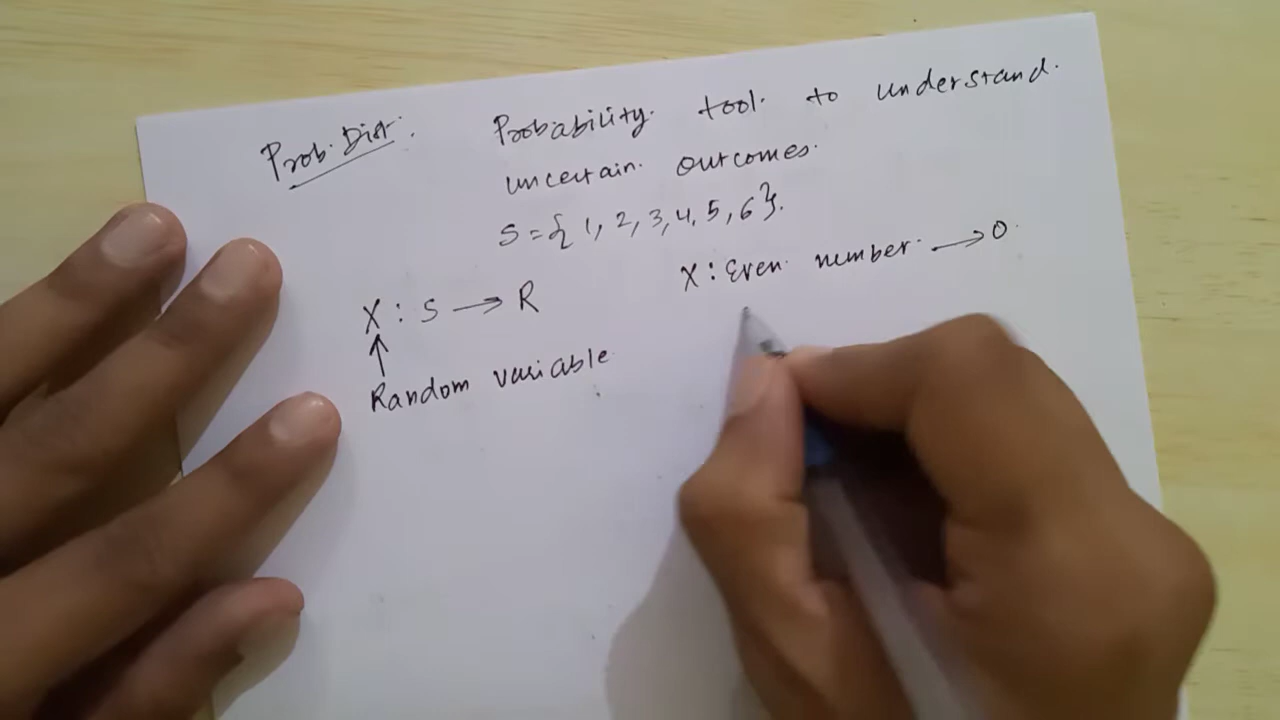 Prob. Dist. Probability tool to understand
uncertain outcomes.
S = { 1, 2, 3, 4, 5, 6 }.
X : S → R
X : Even number → 0
↑
Random variable